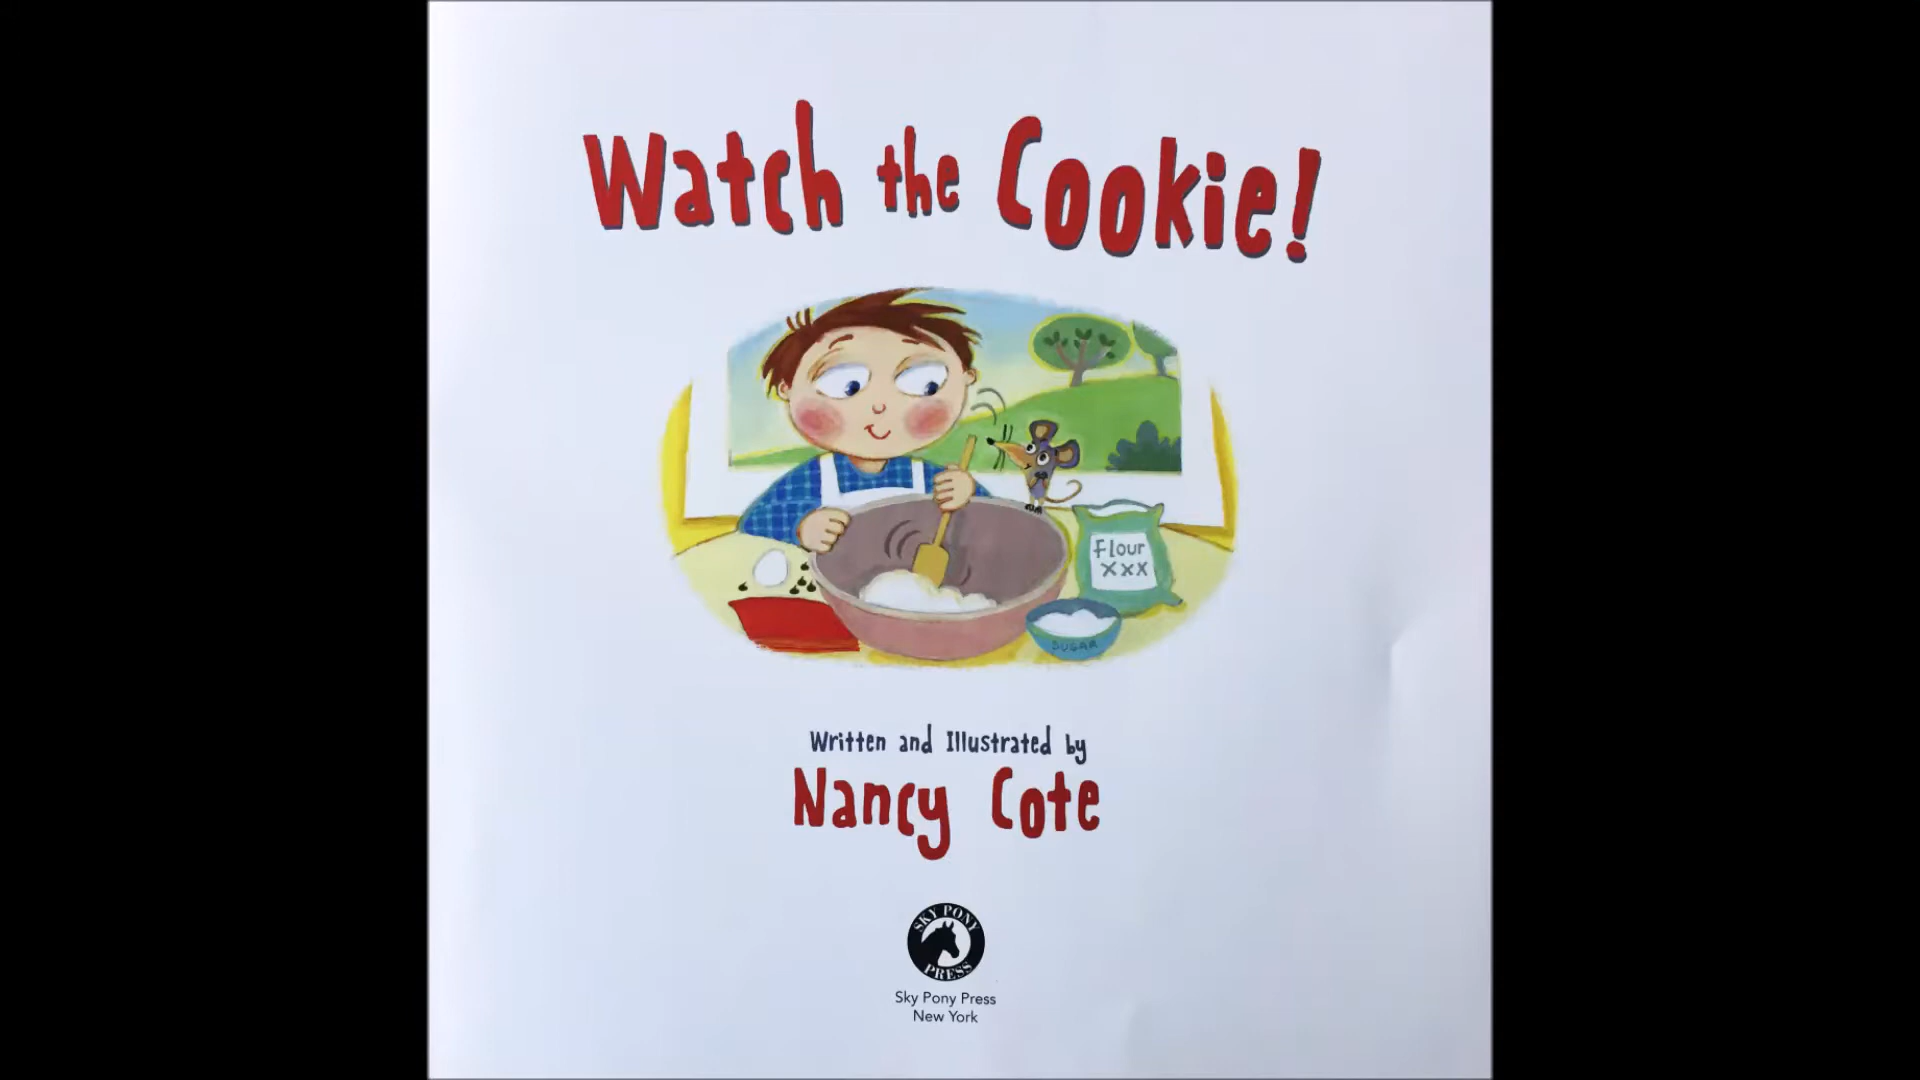 Watch the Cookie!
Flour
XXX
SUGAR
Written and Illustrated by
Nancy Cote
SKY PONY
PRESS
Sky Pony Press
New York